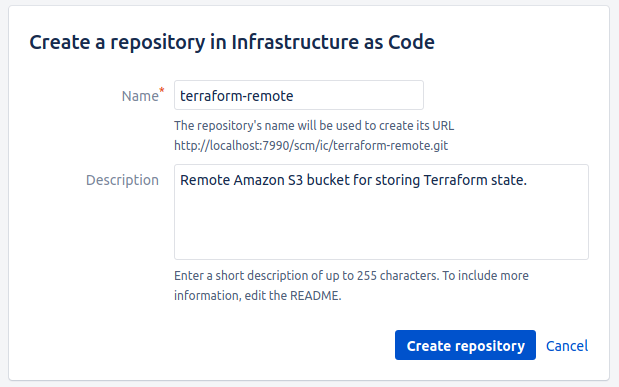 Create a repository in Infrastructure as Code
Name* terraform-remote
The repository's name will be used to create its URL
http://localhost:7990/scm/ic/terraform-remote.git
Description Remote Amazon S3 bucket for storing Terraform state.
Enter a short description of up to 255 characters. To include more
information, edit the README.
Create repository Cancel